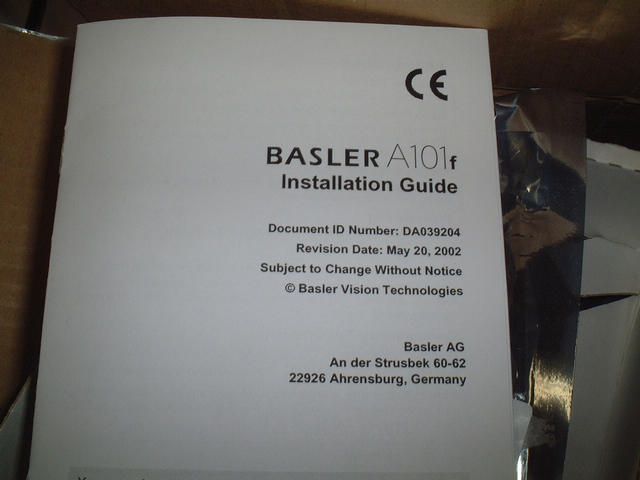 CE
BASLER A101f
Installation Guide
Document ID Number: DA039204
Revision Date: May 20, 2002
Subject to Change Without Notice
© Basler Vision Technologies
Basler AG
An der Strusbek 60-62
22926 Ahrensburg, Germany